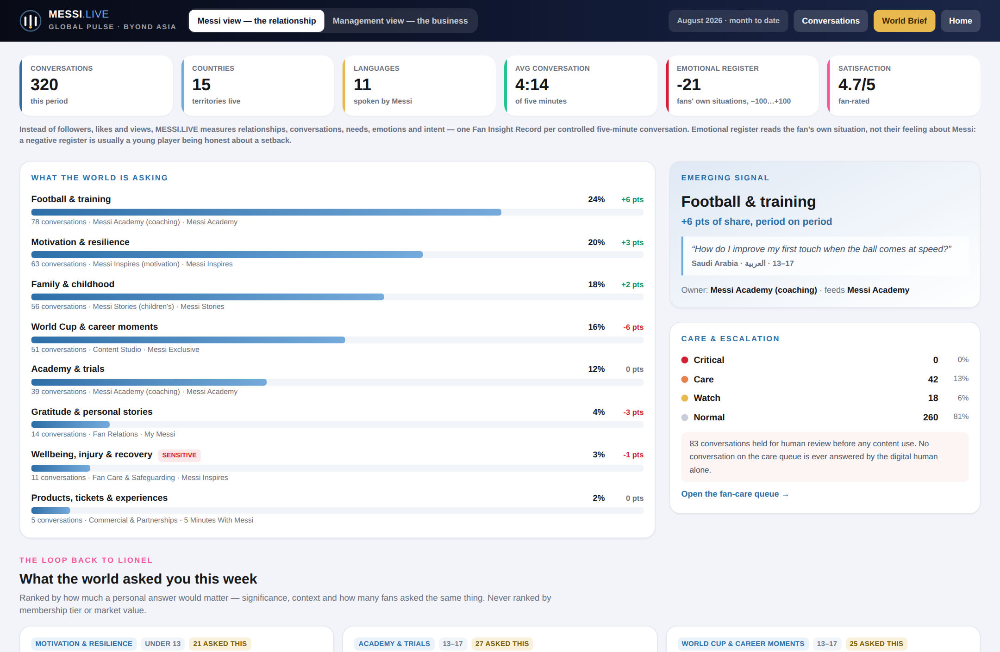 MESSI.LIVE
GLOBAL PULSE · BYOND ASIA
Messi view — the relationship
Management view — the business
August 2026 · month to date
Conversations
World Brief
Home
CONVERSATIONS
320
this period
COUNTRIES
15
territories live
LANGUAGES
11
spoken by Messi
AVG CONVERSATION
4:14
of five minutes
EMOTIONAL REGISTER
-21
fans' own situations, −100…+100
SATISFACTION
4.7/5
fan-rated
Instead of followers, likes and views, MESSI.LIVE measures relationships, conversations, needs, emotions and intent — one Fan Insight Record per controlled five-minute conversation. Emotional register reads the fan’s own situation, not their feeling about Messi:
a negative register is usually a young player being honest about a setback.
WHAT THE WORLD IS ASKING
Football & training 24% +6 pts
78 conversations · Messi Academy (coaching) · Messi Academy
Motivation & resilience 20% +3 pts
63 conversations · Messi Inspires (motivation) · Messi Inspires
Family & childhood 18% +2 pts
56 conversations · Messi Stories (children's) · Messi Stories
World Cup & career moments 16% -6 pts
51 conversations · Content Studio · Messi Exclusive
Academy & trials 12% 0 pts
39 conversations · Messi Academy (coaching) · Messi Academy
Gratitude & personal stories 4% -3 pts
14 conversations · Fan Relations · My Messi
Wellbeing, injury & recovery SENSITIVE 3% -1 pts
11 conversations · Fan Care & Safeguarding · Messi Inspires
Products, tickets & experiences 2% 0 pts
5 conversations · Commercial & Partnerships · 5 Minutes With Messi
EMERGING SIGNAL
Football & training
+6 pts of share, period on period
“How do I improve my first touch when the ball comes at speed?”
Saudi Arabia · العربية · 13–17
Owner: Messi Academy (coaching) · feeds Messi Academy
CARE & ESCALATION
Critical 0 0%
Care 42 13%
Watch 18 6%
Normal 260 81%
83 conversations held for human review before any content use. No
conversation on the care queue is ever answered by the digital human
alone.
Open the fan-care queue →
THE LOOP BACK TO LIONEL
What the world asked you this week
Ranked by how much a personal answer would matter — significance, context and how many fans asked the same thing. Never ranked by
membership tier or market value.
MOTIVATION & RESILIENCE UNDER 13 21 ASKED THIS
ACADEMY & TRIALS 13–17 27 ASKED THIS
WORLD CUP & CAREER MOMENTS 13–17 25 ASKED THIS